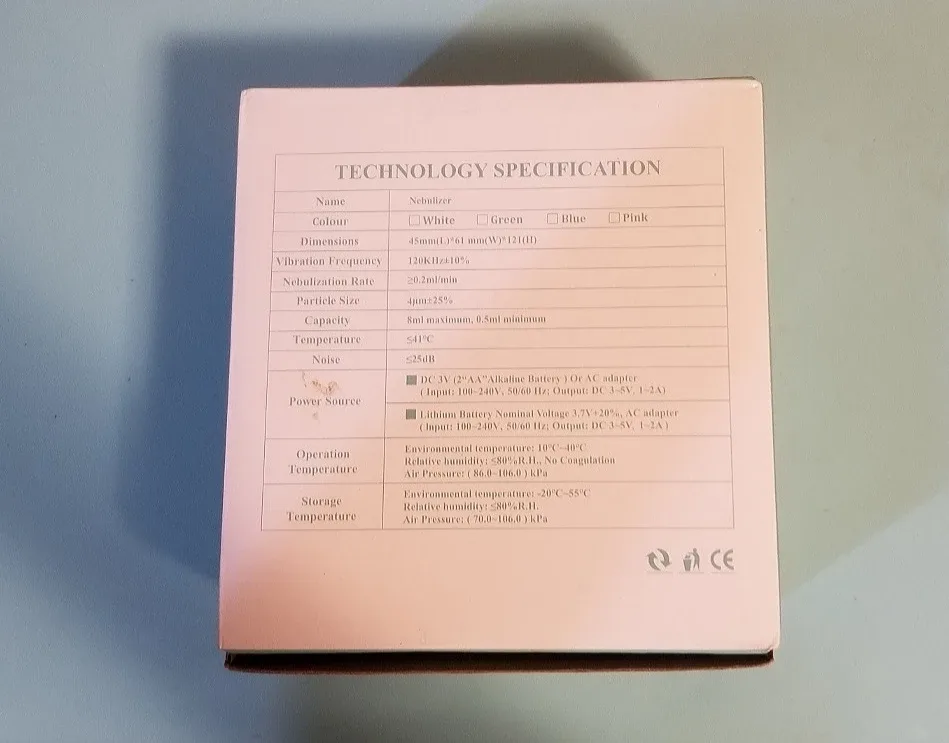 TECHNOLOGY SPECIFICATION
Name Nebulizer
Colour □White □Green □Blue □Pink
Dimensions 45mm(L)*61 mm(W)*121(H)
Vibration Frequency 120KHz±10%
Nebulization Rate ≥0.2ml/min
Particle Size 4μm±25%
Capacity 8ml maximum, 0.5ml minimum
Temperature ≤41°C
Noise ≤25dB
Power Source
■ DC 3V (2"AA"Alkaline Battery ) Or AC adapter
( Input: 100~240V, 50/60 Hz; Output: DC 3~5V, 1~2A)
■ Lithium Battery Nominal Voltage 3.7V+20%, AC adapter
( Input: 100~240V, 50/60 Hz; Output: DC 3~5V, 1~2A )
Operation Temperature
Environmental temperature: 10°C~40°C
Relative humidity: ≤80%R.H., No Coagulation
Air Pressure: ( 86.0~106.0 ) kPa
Storage Temperature
Environmental temperature: -20°C~55°C
Relative humidity: ≤80%R.H.
Air Pressure: ( 70.0~106.0 ) kPa
CE